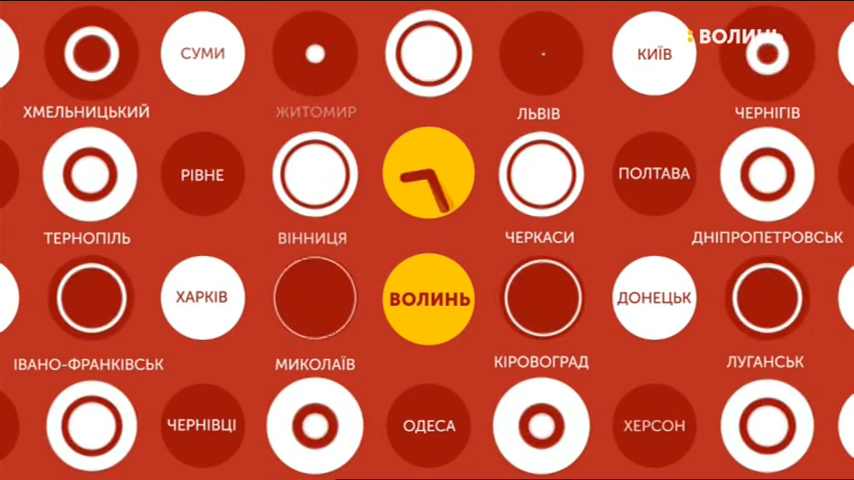 ВОЛИНЬ
СУМИ
КИЇВ
ХМЕЛЬНИЦЬКИЙ
ЖИТОМИР
ЛЬВІВ
ЧЕРНІГІВ
РІВНЕ
ПОЛТАВА
ТЕРНОПІЛЬ
ВІННИЦЯ
ЧЕРКАСИ
ДНІПРОПЕТРОВСЬК
ХАРКІВ
ВОЛИНЬ
ДОНЕЦЬК
ІВАНО-ФРАНКІВСЬК
МИКОЛАЇВ
КІРОВОГРАД
ЛУГАНСЬК
ЧЕРНІВЦІ
ОДЕСА
ХЕРСОН